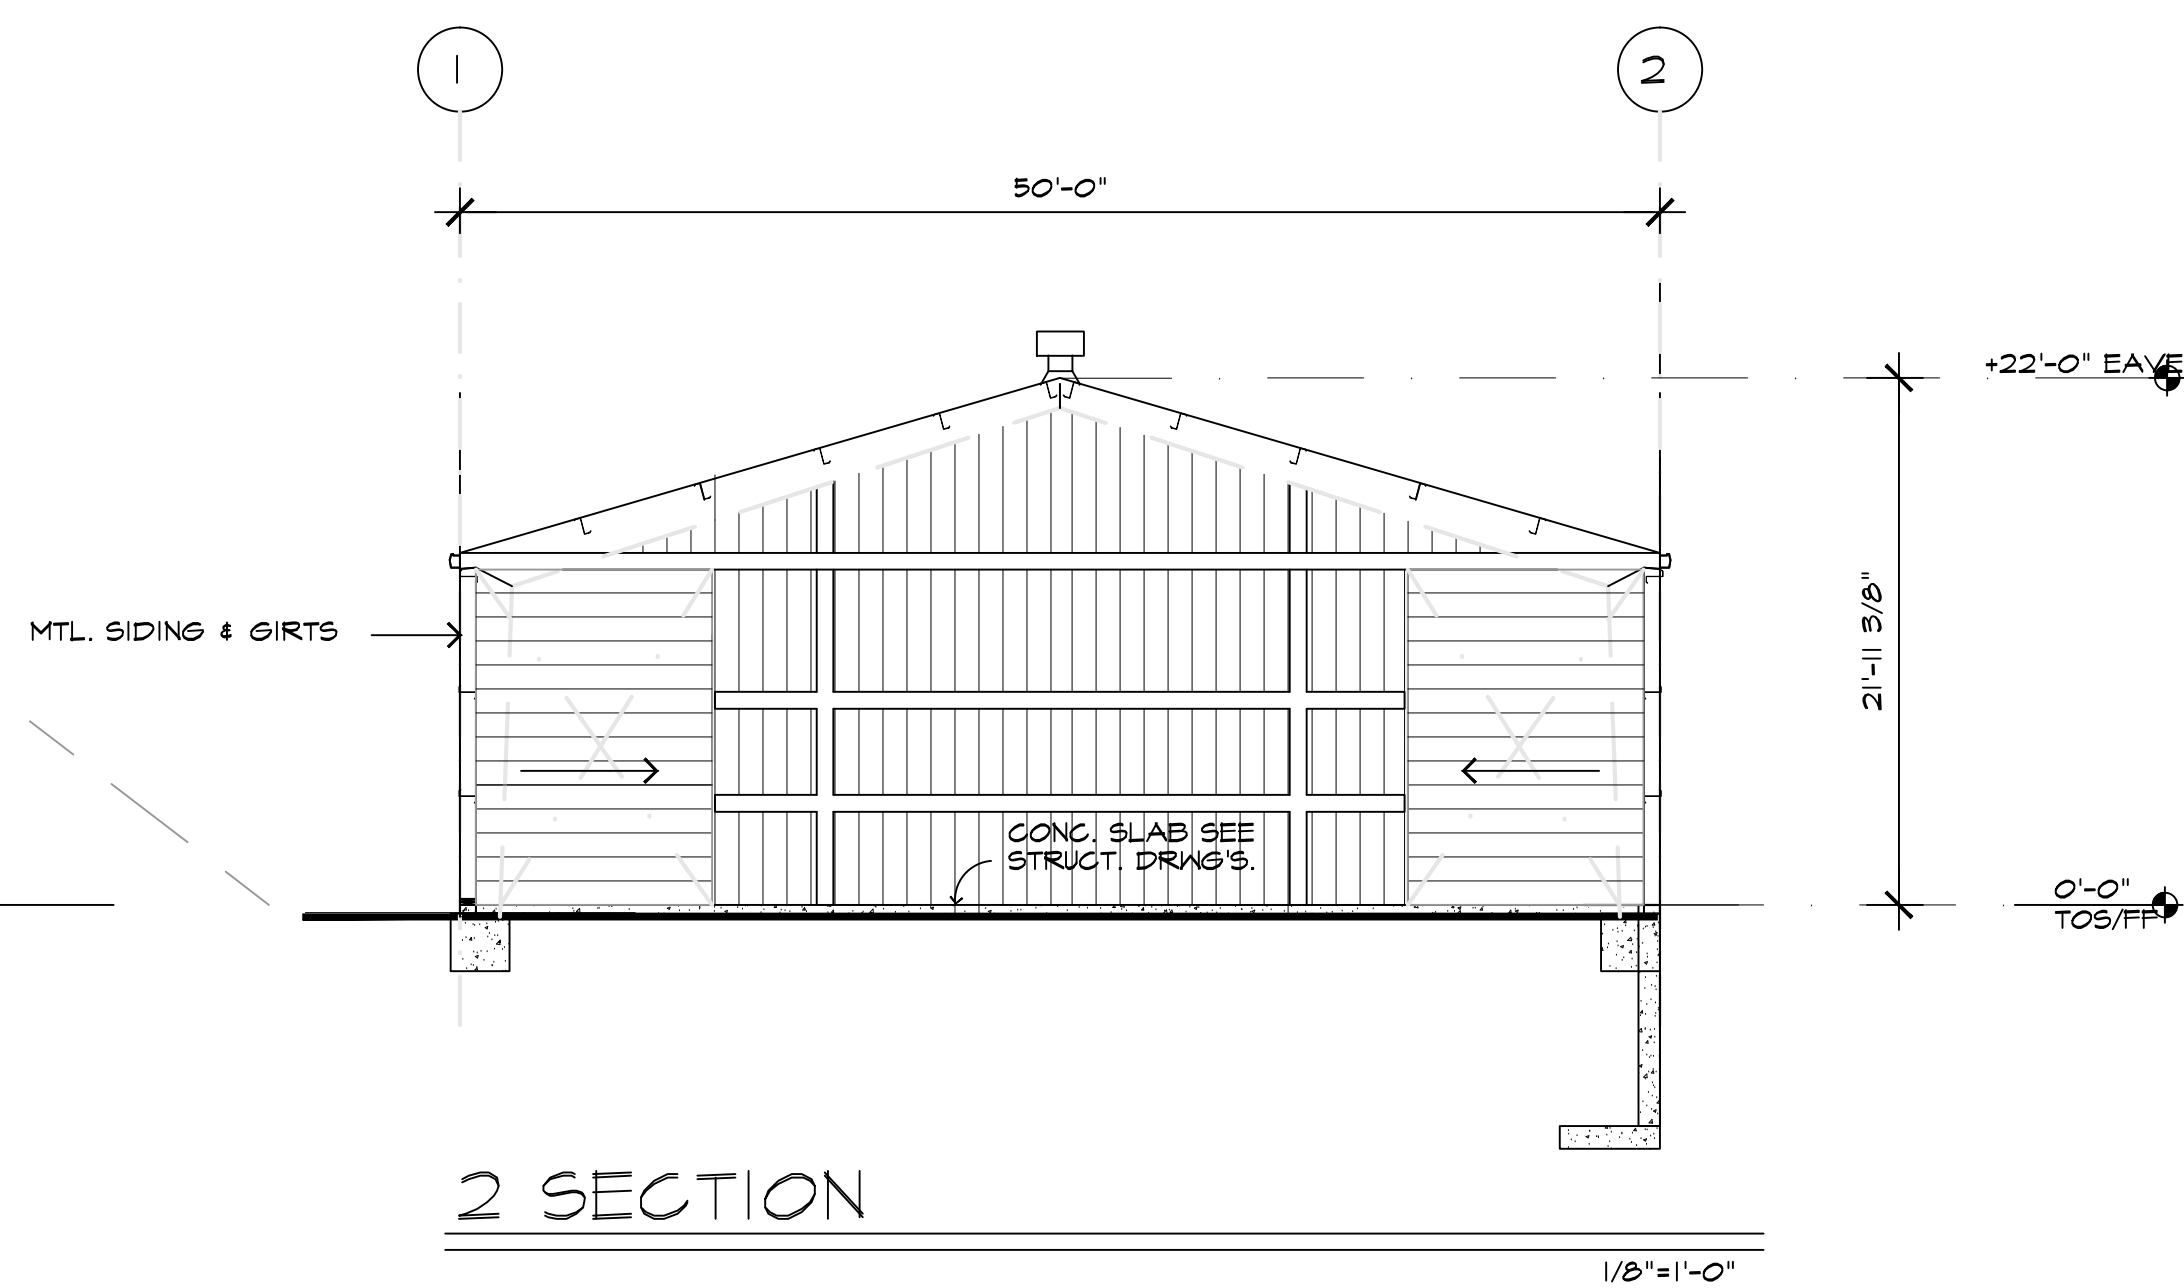 1
2
50'-0"
+22'-0" EAVE
MTL. SIDING & GIRTS
21'-11 3/8"
CONC. SLAB SEE
STRUCT. DRWG'S.
0'-0"
TOS/FF
2 SECTION
1/8"=1'-0"